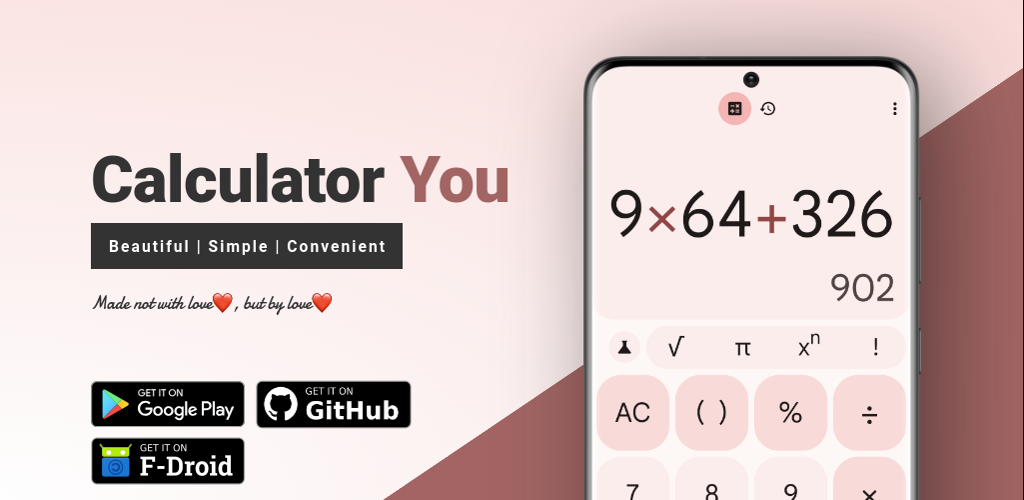 Calculator You
Beautiful | Simple | Convenient
Made not with love❤️, but by love❤️
GET IT ON
Google Play
GET IT ON
GitHub
GET IT ON
F-Droid
9×64+326
902
√ π xⁿ !
AC ( ) % ÷
7 8 9 ×